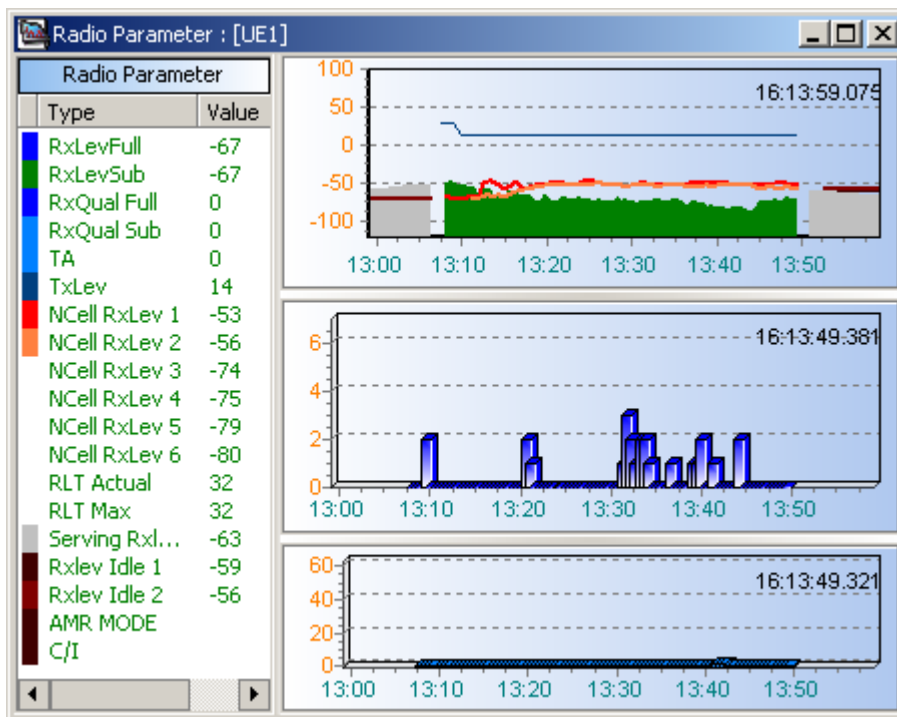 Radio Parameter : [UE1]
Radio Parameter
Type Value
RxLevFull -67
RxLevSub -67
RxQual Full 0
RxQual Sub 0
TA 0
TxLev 14
NCell RxLev 1 -53
NCell RxLev 2 -56
NCell RxLev 3 -74
NCell RxLev 4 -75
NCell RxLev 5 -79
NCell RxLev 6 -80
RLT Actual 32
RLT Max 32
Serving Rxl... -63
Rxlev Idle 1 -59
Rxlev Idle 2 -56
AMR MODE
C/I
100
16:13:59.075
50
0
-50
-100
13:00 13:10 13:20 13:30 13:40 13:50
16:13:49.381
6
4
2
0
13:00 13:10 13:20 13:30 13:40 13:50
60
16:13:49.321
40
20
0
13:00 13:10 13:20 13:30 13:40 13:50